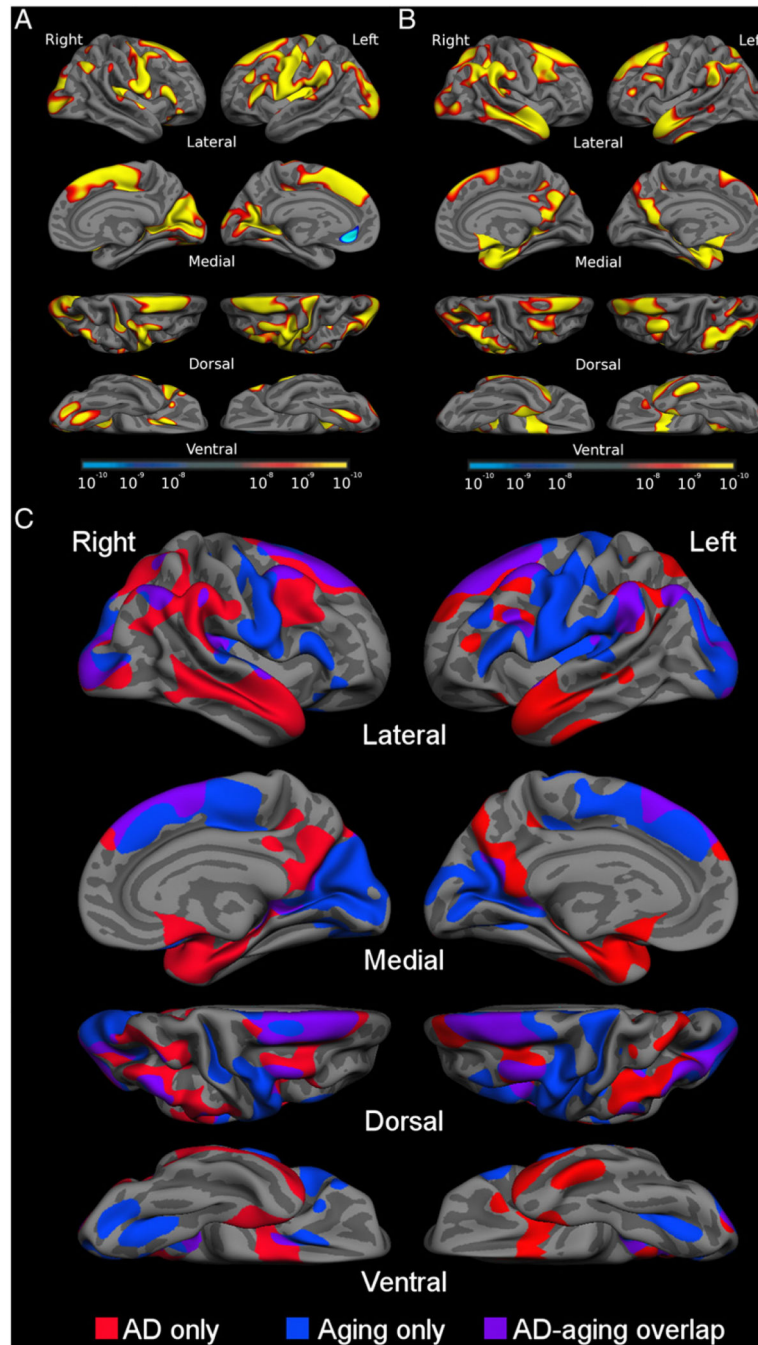 A
Right
Left
Lateral
Medial
Dorsal
Ventral
10^-10 10^-9 10^-8 10^-8 10^-9 10^-10
B
Right
Lef
Lateral
Medial
Dorsal
Ventral
10^-10 10^-9 10^-8 10^-8 10^-9 10^-10
C
Right
Left
Lateral
Medial
Dorsal
Ventral
AD only
Aging only
AD-aging overlap